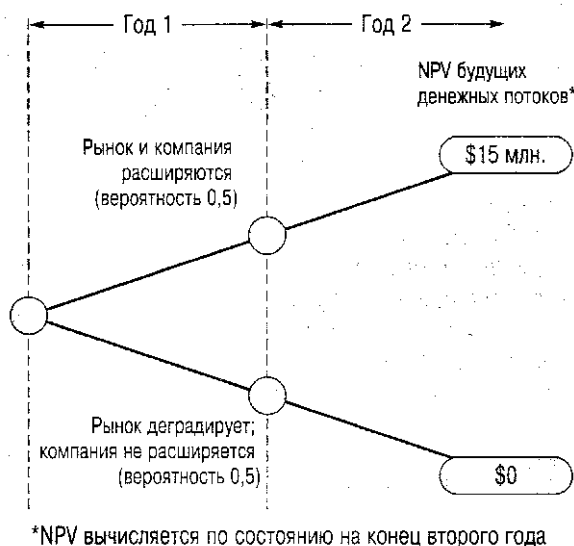 Год 1
Год 2
NPV будущих
денежных потоков*
Рынок и компания
расширяются
(вероятность 0,5)
$15 млн.
Рынок деградирует;
компания не расширяется
(вероятность 0,5)
$0
*NPV вычисляется по состоянию на конец второго года